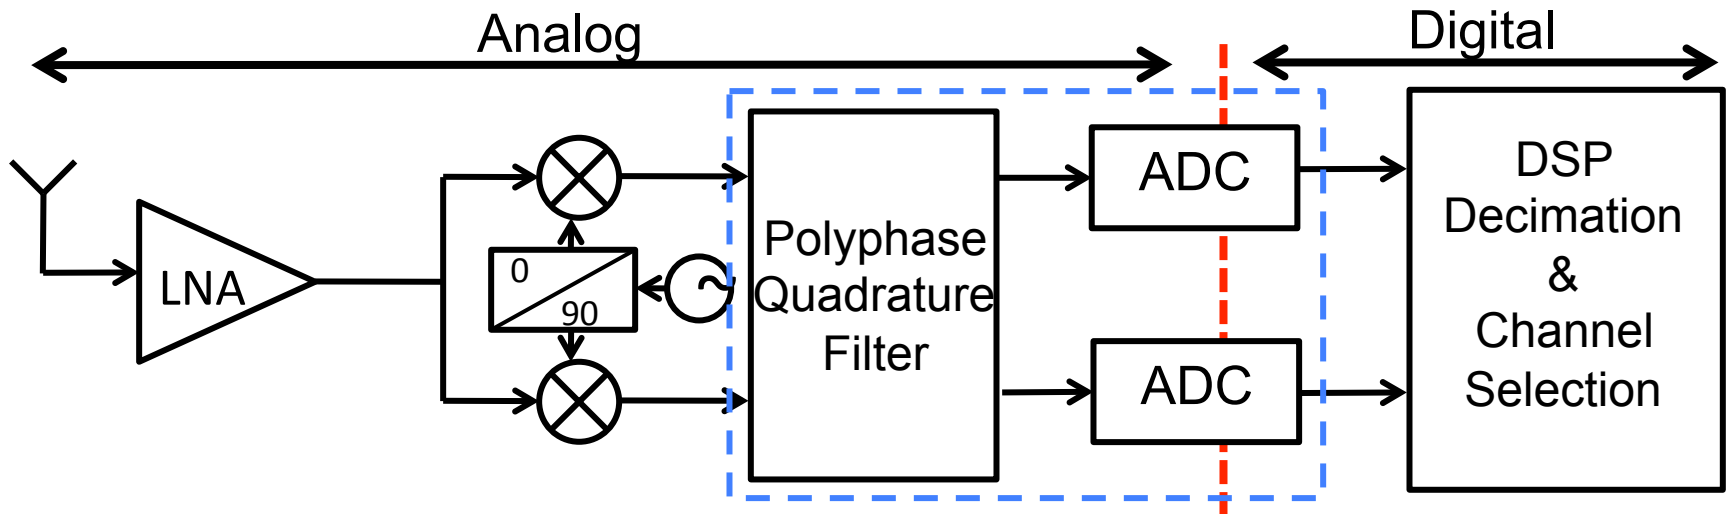 Analog
Digital
LNA
0
90
Polyphase
Quadrature
Filter
ADC
ADC
DSP
Decimation
&
Channel
Selection